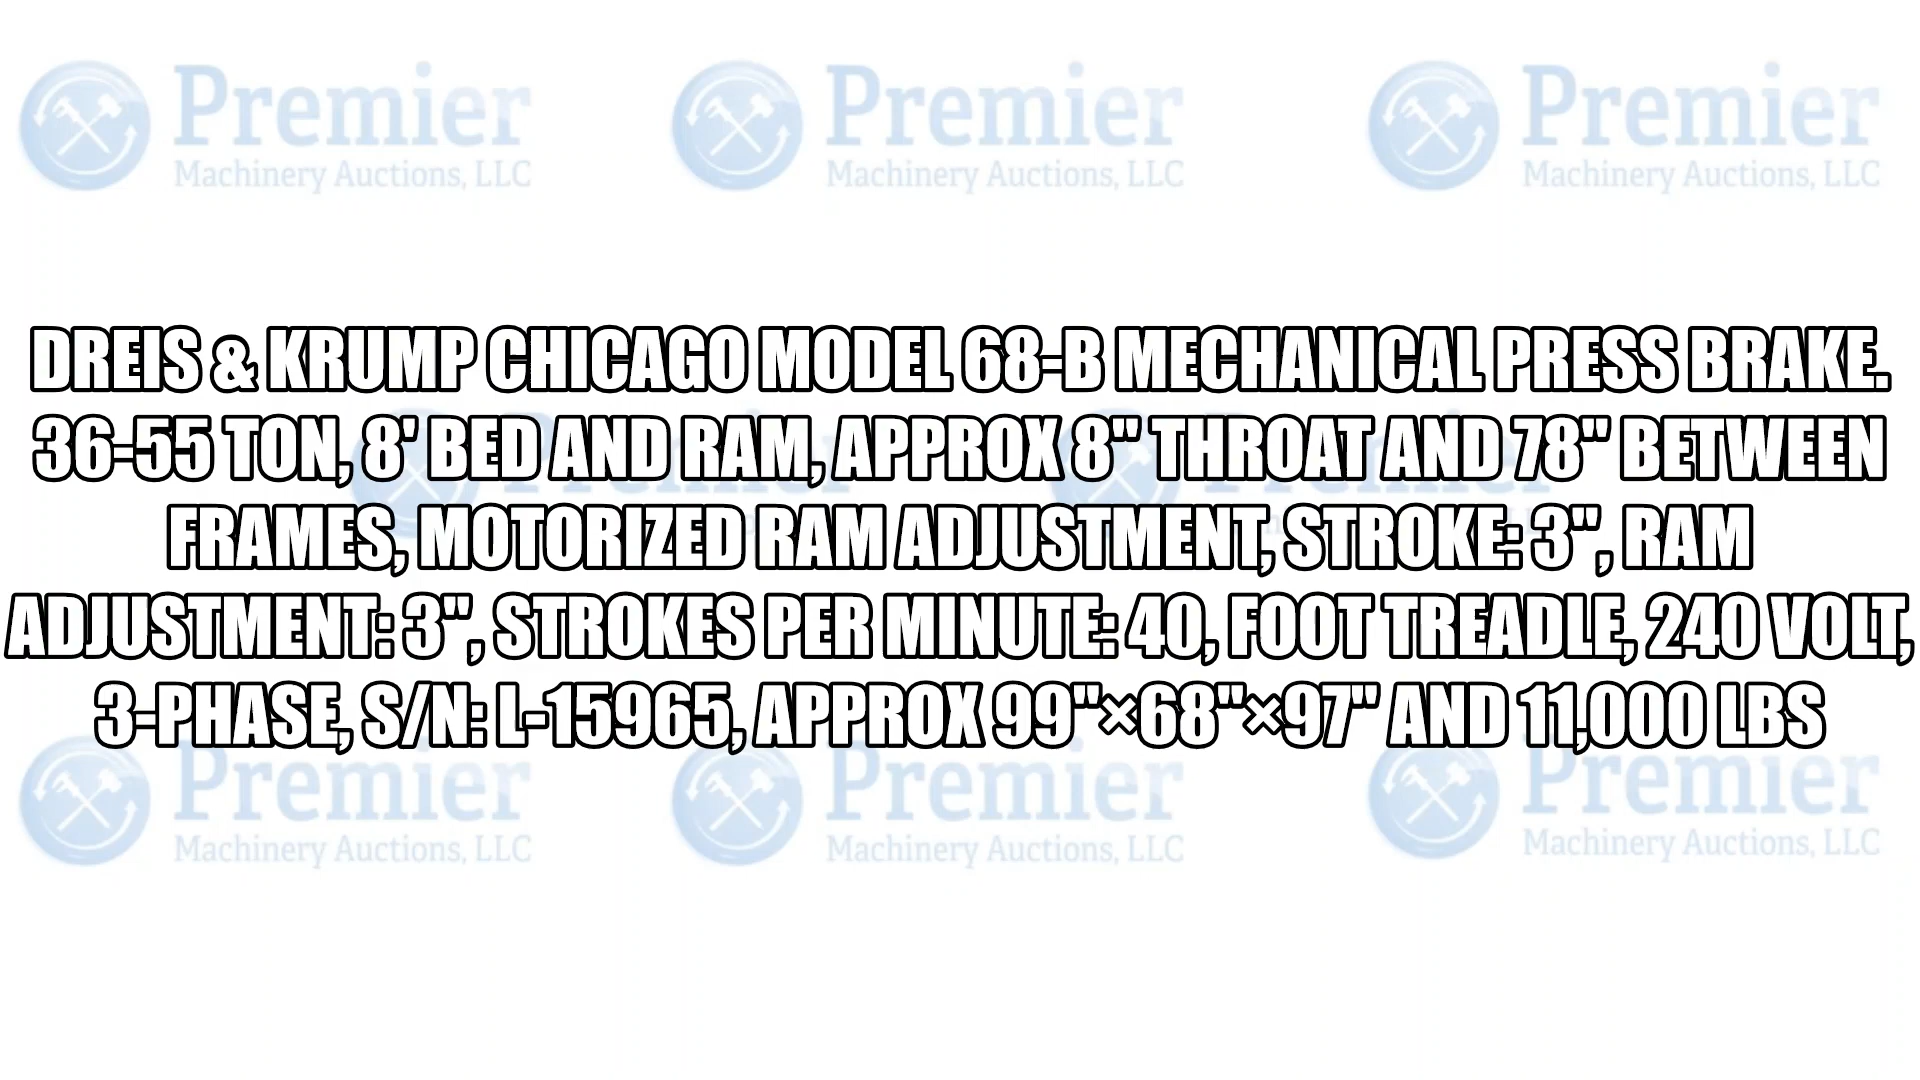 Premier Premier Premier
Machinery Auctions, LLC Machinery Auctions, LLC Machinery Auctions, LLC
DREIS & KRUMP CHICAGO MODEL 68-B MECHANICAL PRESS BRAKE.
36-55 TON, 8' BED AND RAM, APPROX 8" THROAT AND 78" BETWEEN
FRAMES, MOTORIZED RAM ADJUSTMENT, STROKE: 3", RAM
ADJUSTMENT: 3", STROKES PER MINUTE: 40, FOOT TREADLE, 240 VOLT,
3-PHASE, S/N: L-15965, APPROX 99"×68"×97" AND 11,000 LBS
Premier Premier Premier
Machinery Auctions, LLC Machinery Auctions, LLC Machinery Auctions, LLC